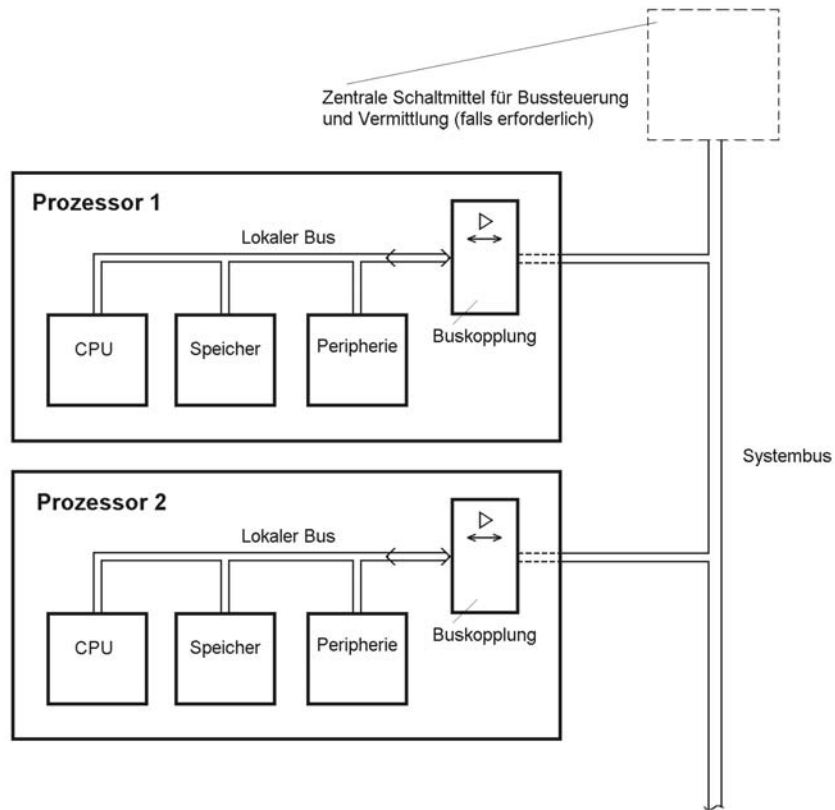 Zentrale Schaltmittel für Bussteuerung
und Vermittlung (falls erforderlich)
Prozessor 1
Lokaler Bus
CPU
Speicher
Peripherie
Buskopplung
Systembus
Prozessor 2
Lokaler Bus
CPU
Speicher
Peripherie
Buskopplung